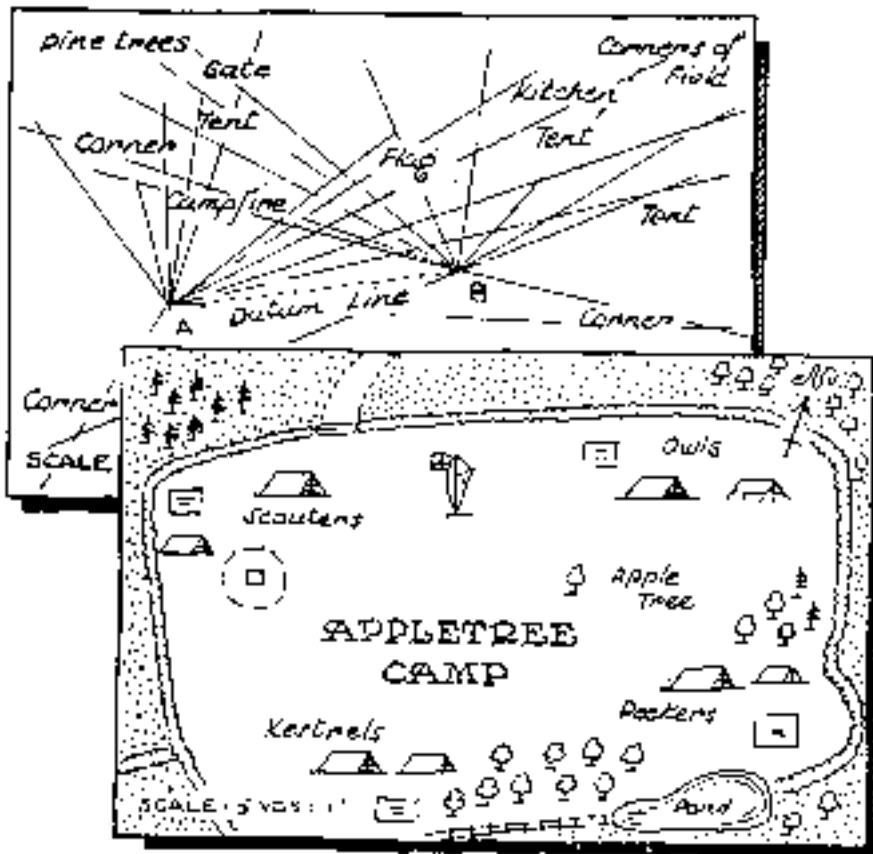 pine trees
Gate
Corners of
Field
Kitchen
Tent
Tent
Corner
Flag
Campfire
Tent
A
B
Datum Line
Corner
Corner
SCALE
Owls
Scouters
Apple
Tree
APPLETREE
CAMP
Kestrels
SCALE
Pond